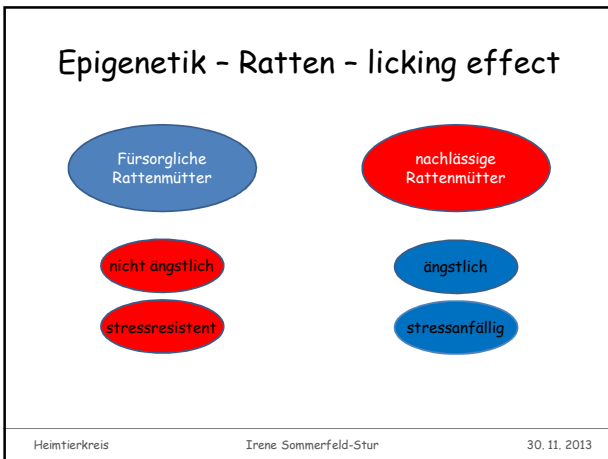 Epigenetik – Ratten – licking effect
Fürsorgliche
Rattenmütter
nachlässige
Rattenmütter
nicht ängstlich
ängstlich
stressresistent
stressanfällig
Heimtierkreis
Irene Sommerfeld-Stur
30. 11. 2013